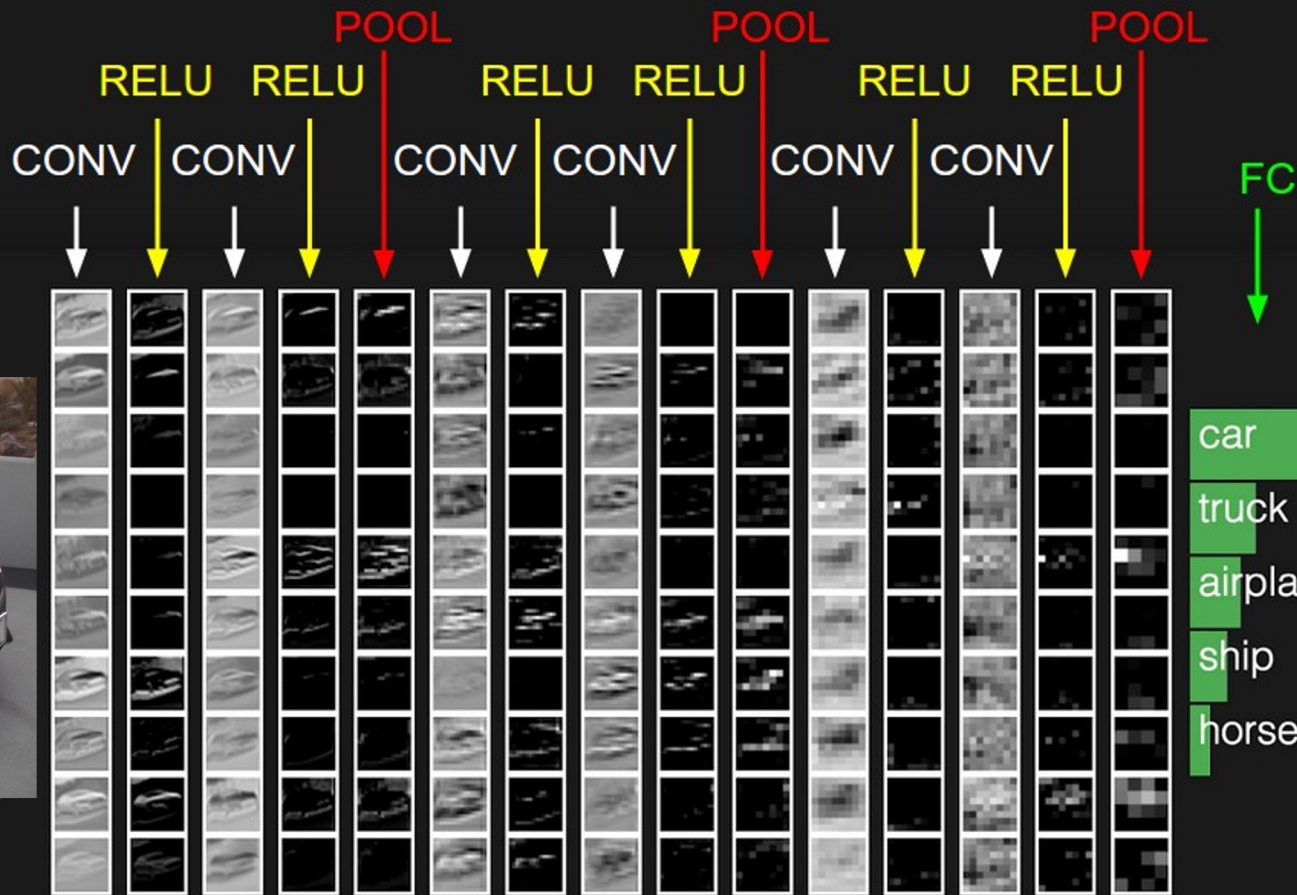 POOL POOL POOL
RELU RELU RELU RELU RELU RELU
CONV CONV CONV CONV CONV CONV
FC
car
truck
airpla
ship
horse